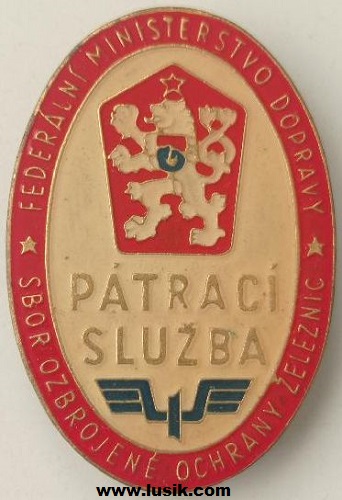 FEDERÁLNÍ MINISTERSTVO DOPRAVY
PÁTRACÍ
SLUŽBA
SBOR OZBROJENÉ OCHRANY ŽELEZNIC
www.lusik.com